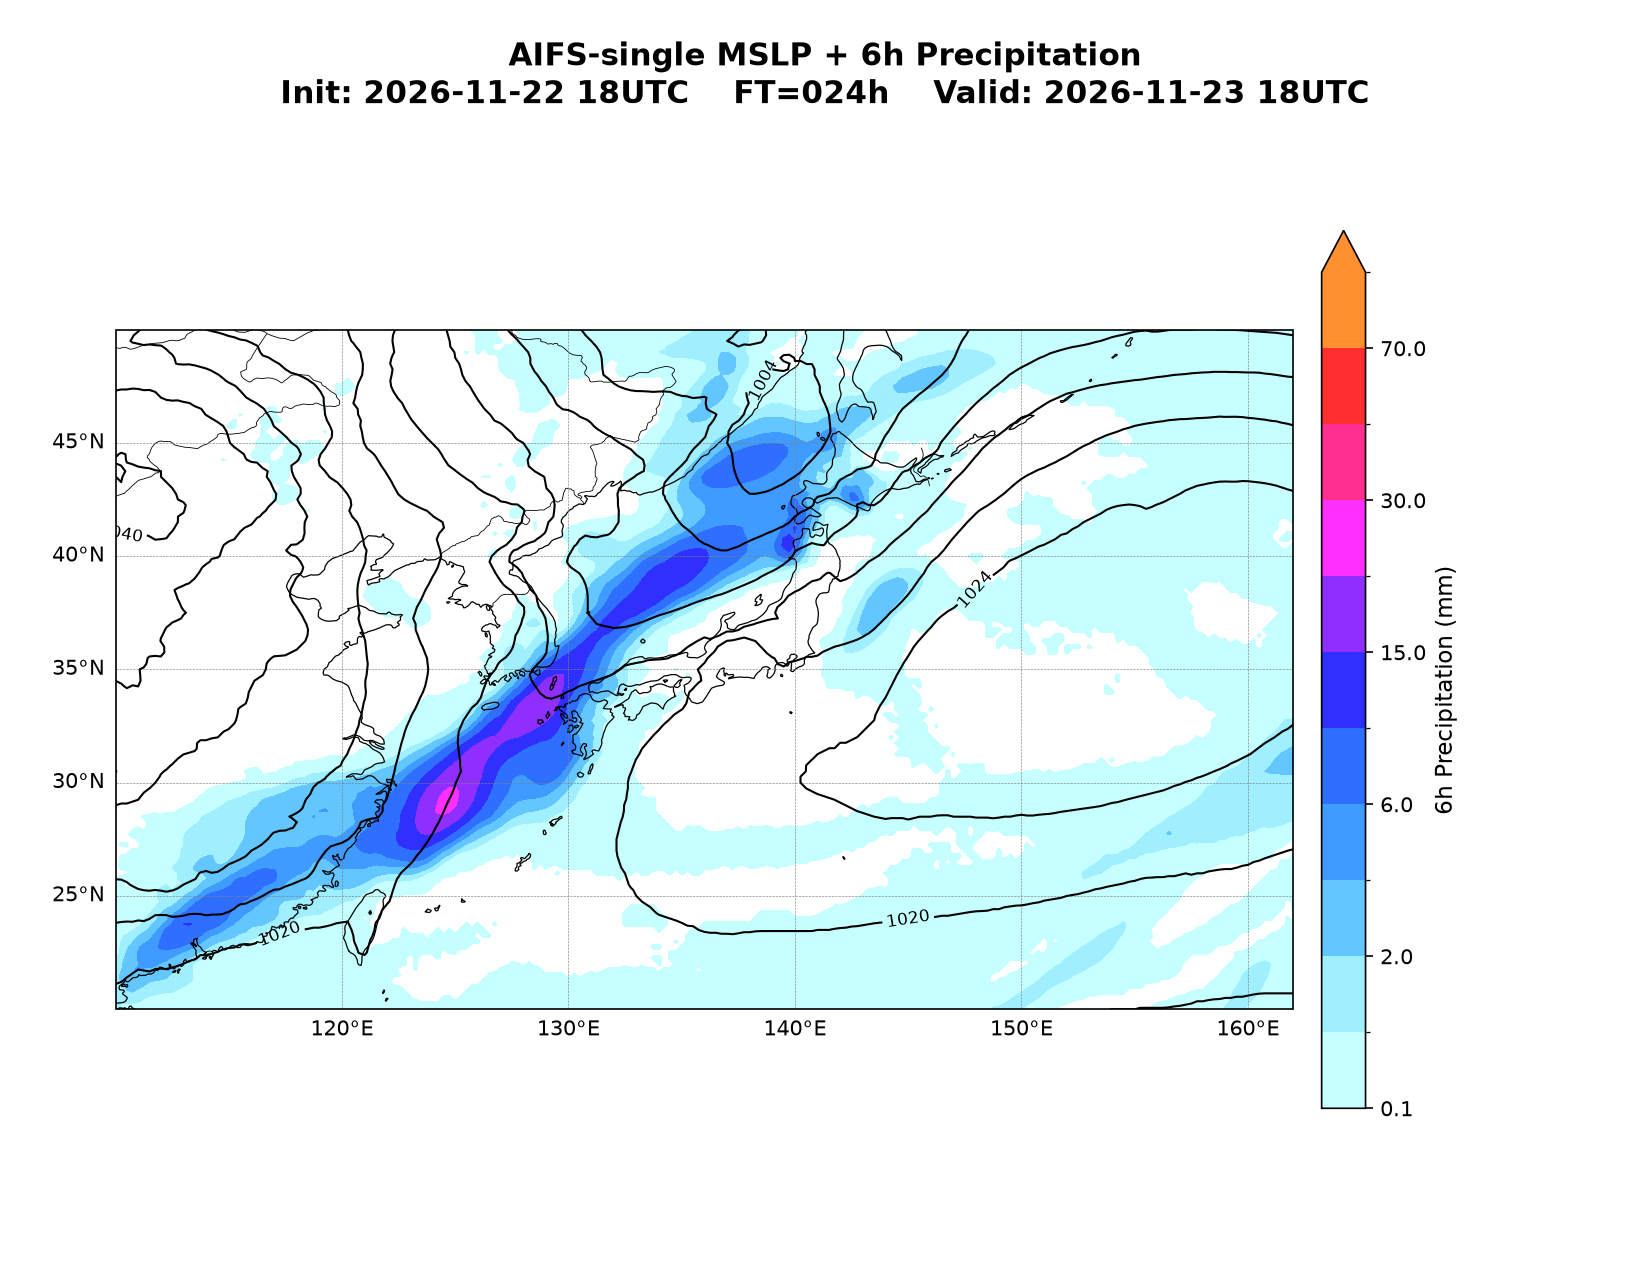 AIFS-single MSLP + 6h Precipitation
Init: 2026-11-22 18UTC    FT=024h    Valid: 2026-11-23 18UTC
1004
45°N
040
40°N
1024
35°N
30°N
25°N
1020
1020
120°E
130°E
140°E
150°E
160°E
70.0
30.0
15.0
6.0
2.0
0.1
6h Precipitation (mm)